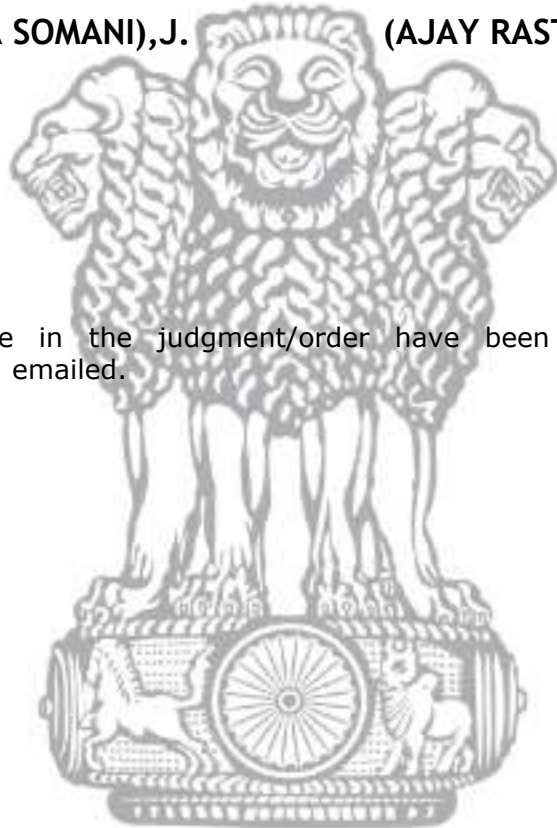 A SOMANI),J. (AJAY RAST
e in the judgment/order have been
emailed.